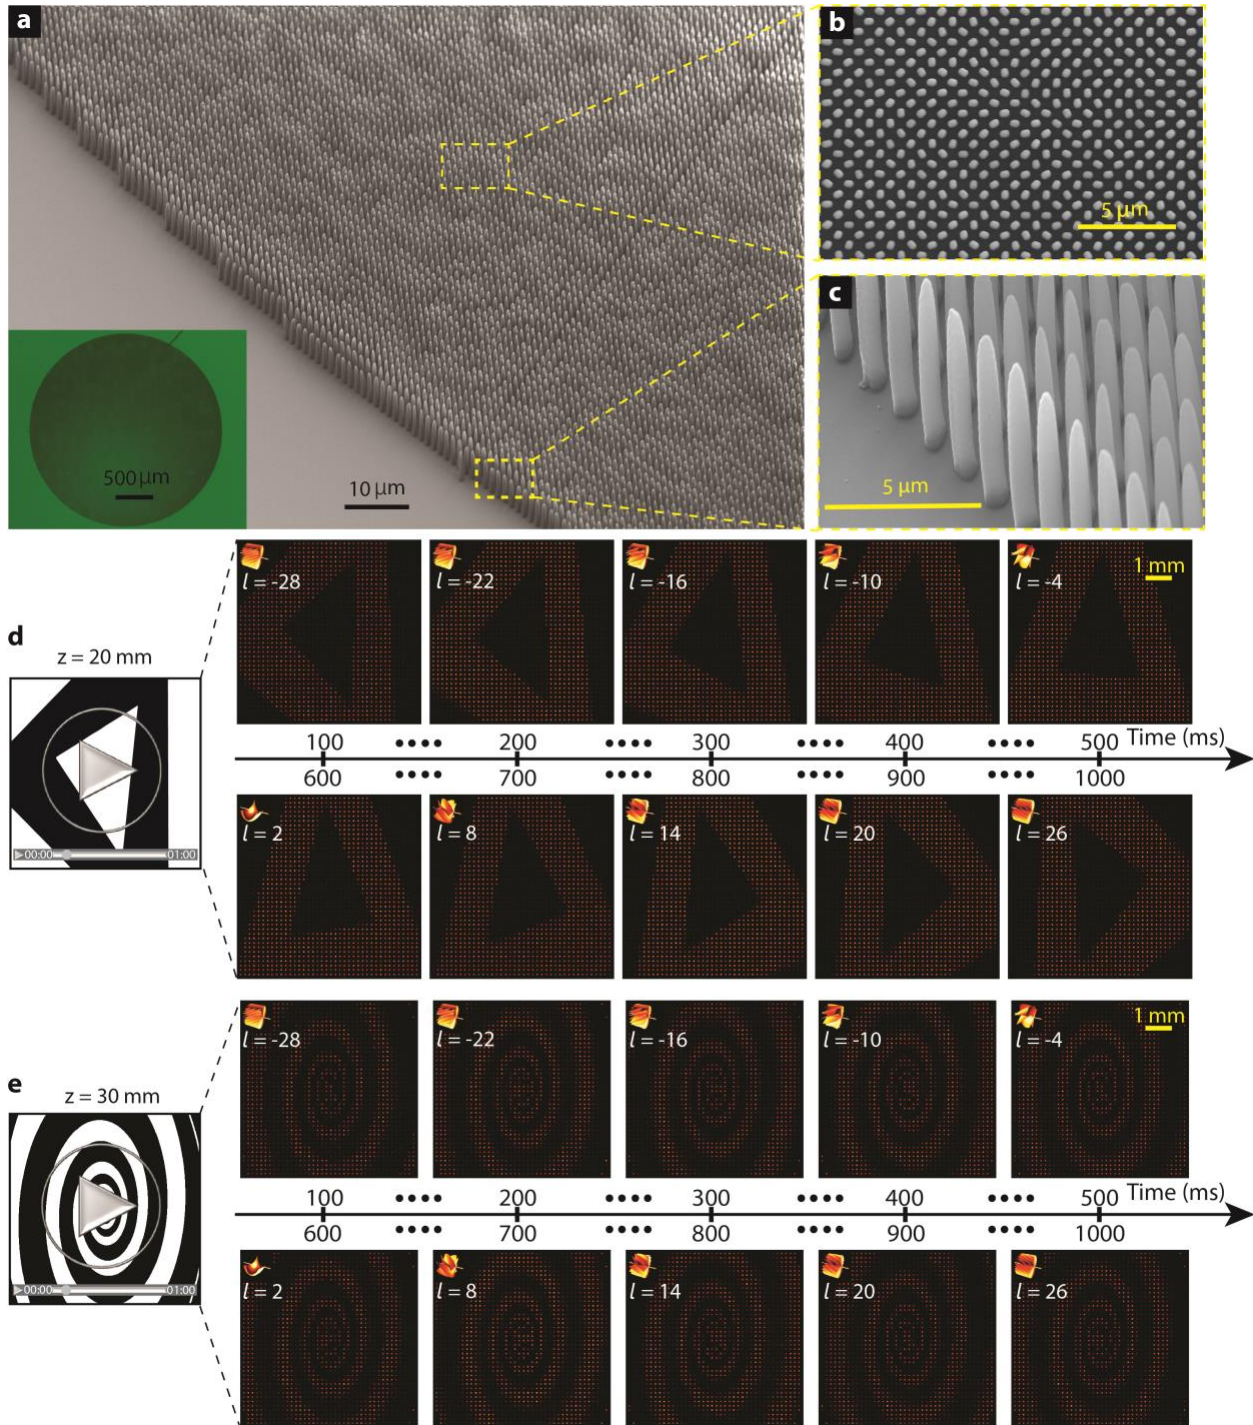 a
b
5 µm
c
5 µm
500 µm
10 µm
d
z = 20 mm
00:00 01:00
l = -28
l = -22
l = -16
l = -10
l = -4
1 mm
100 200 300 400 500 Time (ms)
600 700 800 900 1000
l = 2
l = 8
l = 14
l = 20
l = 26
e
z = 30 mm
00:00 01:00
l = -28
l = -22
l = -16
l = -10
l = -4
1 mm
100 200 300 400 500 Time (ms)
600 700 800 900 1000
l = 2
l = 8
l = 14
l = 20
l = 26